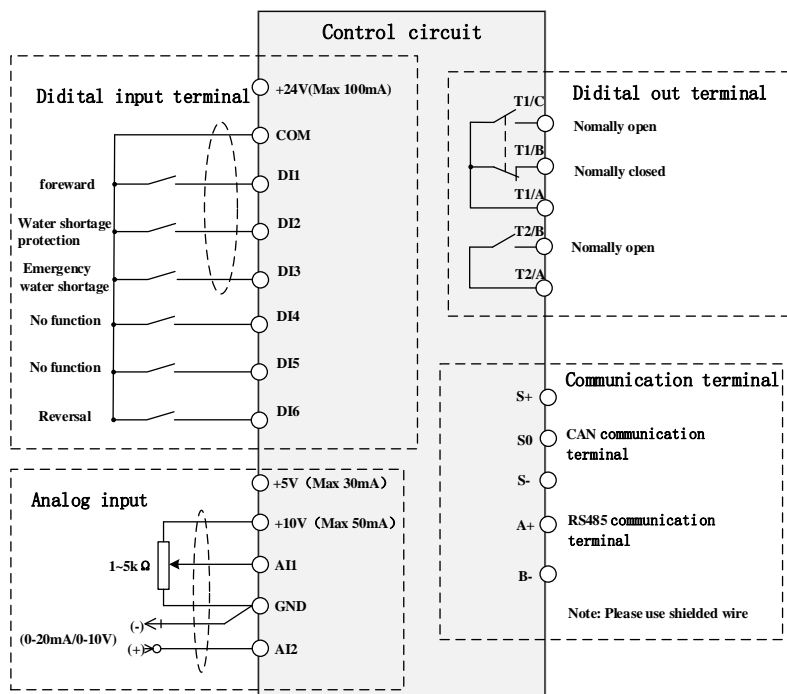 Control circuit
Didital input terminal
+24V(Max 100mA)
COM
foreward
DI1
Water shortage
protection
DI2
Emergency
water shortage
DI3
No function
DI4
No function
DI5
Reversal
DI6
Analog input
+5V (Max 30mA)
+10V (Max 50mA)
1~5k Ω
AI1
GND
(-)
(0-20mA/0-10V)
(+)
AI2
Didital out terminal
T1/C
Nomally open
T1/B
Nomally closed
T1/A
T2/B
Nomally open
T2/A
Communication terminal
S+
S0
CAN communication
terminal
S-
A+
RS485 communication
terminal
B-
Note: Please use shielded wire